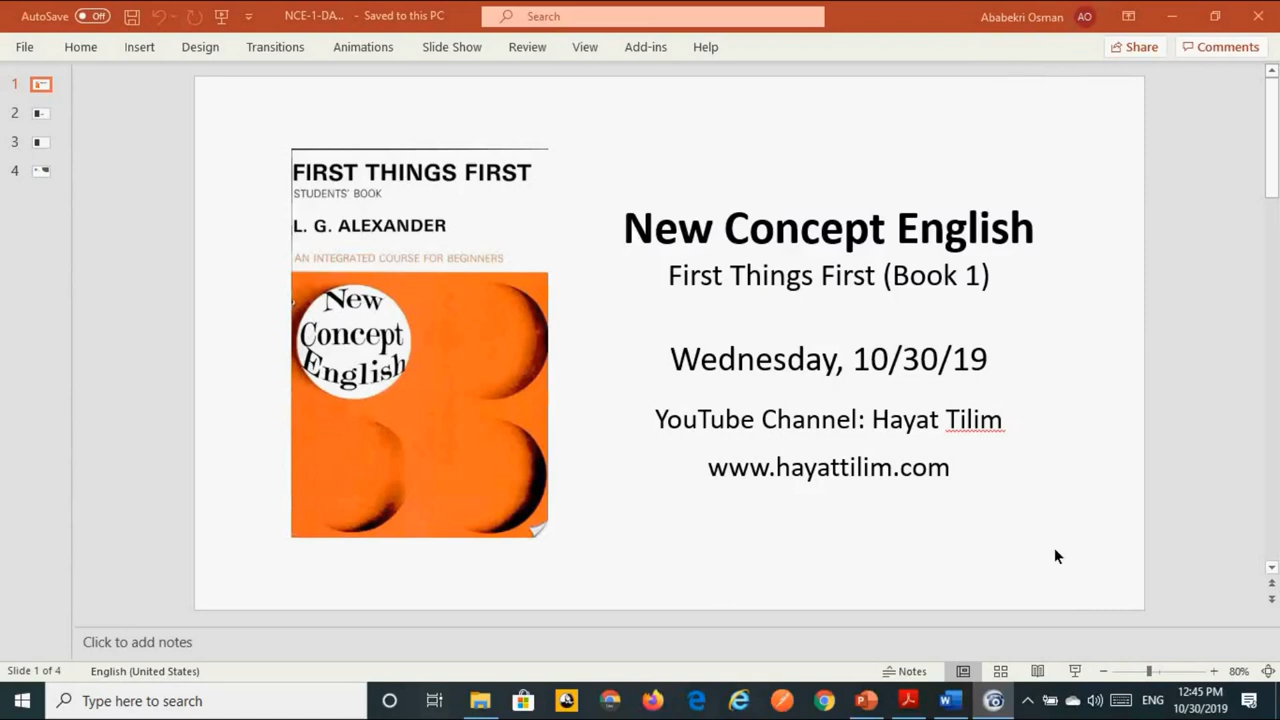 AutoSave Off NCE-1-DA... - Saved to this PC Search Ababekri Osman AO
File Home Insert Design Transitions Animations Slide Show Review View Add-ins Help Share Comments
1
2
3
4
FIRST THINGS FIRST
STUDENTS' BOOK
L. G. ALEXANDER
AN INTEGRATED COURSE FOR BEGINNERS
New
Concept
English
New Concept English
First Things First (Book 1)
Wednesday, 10/30/19
YouTube Channel: Hayat Tilim
www.hayattilim.com
Click to add notes
Slide 1 of 4 English (United States) Notes 80%
Type here to search ENG 12:45 PM
10/30/2019